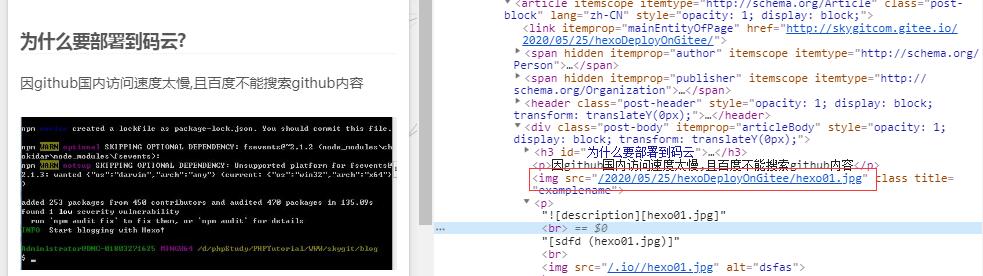 为什么要部署到码云?
因github国内访问速度太慢,且百度不能搜索github内容
npm notice created a lockfile as package-lock.json. You should commit this file.
npm WARN optional SKIPPING OPTIONAL DEPENDENCY: fsevents@^2.1.2 (node_modules\cho
kidar\node_modules\fsevents):
npm WARN notsup SKIPPING OPTIONAL DEPENDENCY: Unsupported platform for fsevents@
2.1.3: wanted {"os":"darwin","arch":"any"} (current: {"os":"win32","arch":"x64"}
)
added 253 packages from 450 contributors and audited 470 packages in 135.09s
found 1 low severity vulnerability
run `npm audit fix` to fix them, or `npm audit` for details
INFO Start blogging with Hexo!
Administrator@DNC-01803271625 MINGW64 /d/phpStudy/PHPTutorial/WWW/skygit/blog
$
<article itemscope itemtype="http://schema.org/Article" class="post-
block" lang="zh-CN" style="opacity: 1; display: block;">
<link itemprop="mainEntityOfPage" href="http://skygitcom.gitee.io/
2020/05/25/hexoDeployOnGitee/">
<span hidden itemprop="author" itemscope itemtype="http://schema.org/
Person">…</span>
<span hidden itemprop="publisher" itemscope itemtype="http://
schema.org/Organization">…</span>
<header class="post-header" style="opacity: 1; display: block;
transform: translateY(0px);">…</header>
<div class="post-body" itemprop="articleBody" style="opacity: 1;
display: block; transform: translateY(0px);">
<h3 id="为什么要部署到码云">…</h3>
<p>因github国内访问速度太慢,且百度不能搜索github内容</p>
<img src="/2020/05/25/hexoDeployOnGitee/hexo01.jpg" class title=
"examplename">
<p>
"![description][hexo01.jpg]"
<br> == $0
"[sdfd (hexo01.jpg)]"
<br>
<img src="/.io//hexo01.jpg" alt="dsfas">